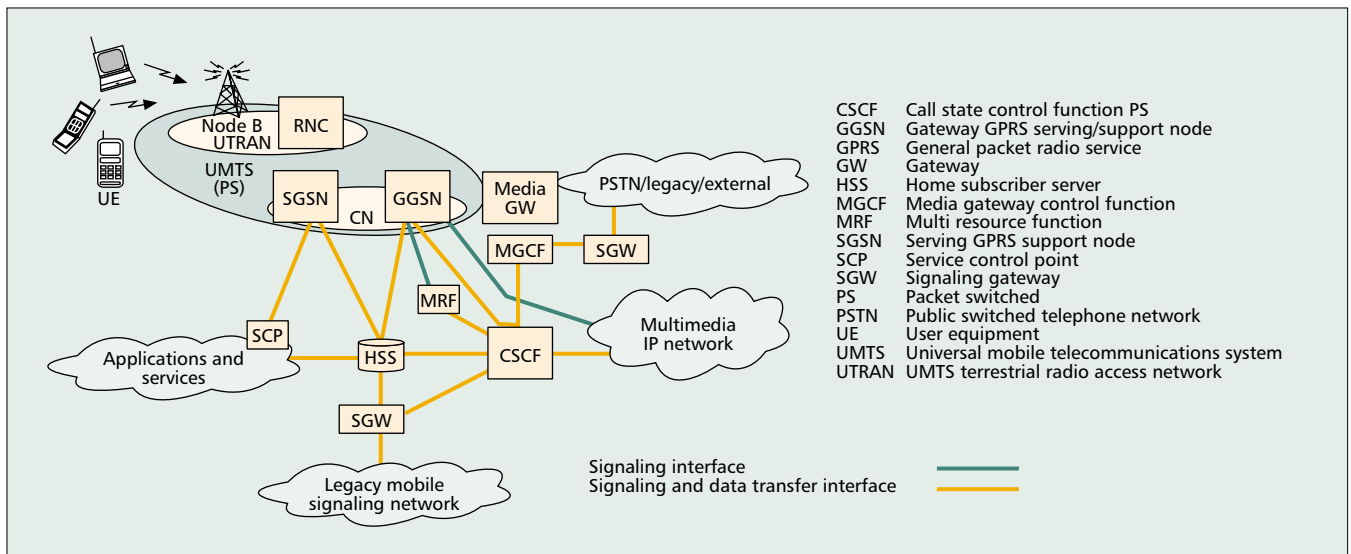 Node B
UTRAN
RNC
UMTS
(PS)
UE
SGSN
CN
GGSN
Media
GW
PSTN/legacy/external
MGCF
SGW
MRF
SCP
Applications and
services
HSS
CSCF
Multimedia
IP network
SGW
Legacy mobile
signaling network
CSCF Call state control function PS
GGSN Gateway GPRS serving/support node
GPRS General packet radio service
GW Gateway
HSS Home subscriber server
MGCF Media gateway control function
MRF Multi resource function
SGSN Serving GPRS support node
SCP Service control point
SGW Signaling gateway
PS Packet switched
PSTN Public switched telephone network
UE User equipment
UMTS Universal mobile telecommunications system
UTRAN UMTS terrestrial radio access network
Signaling interface
Signaling and data transfer interface